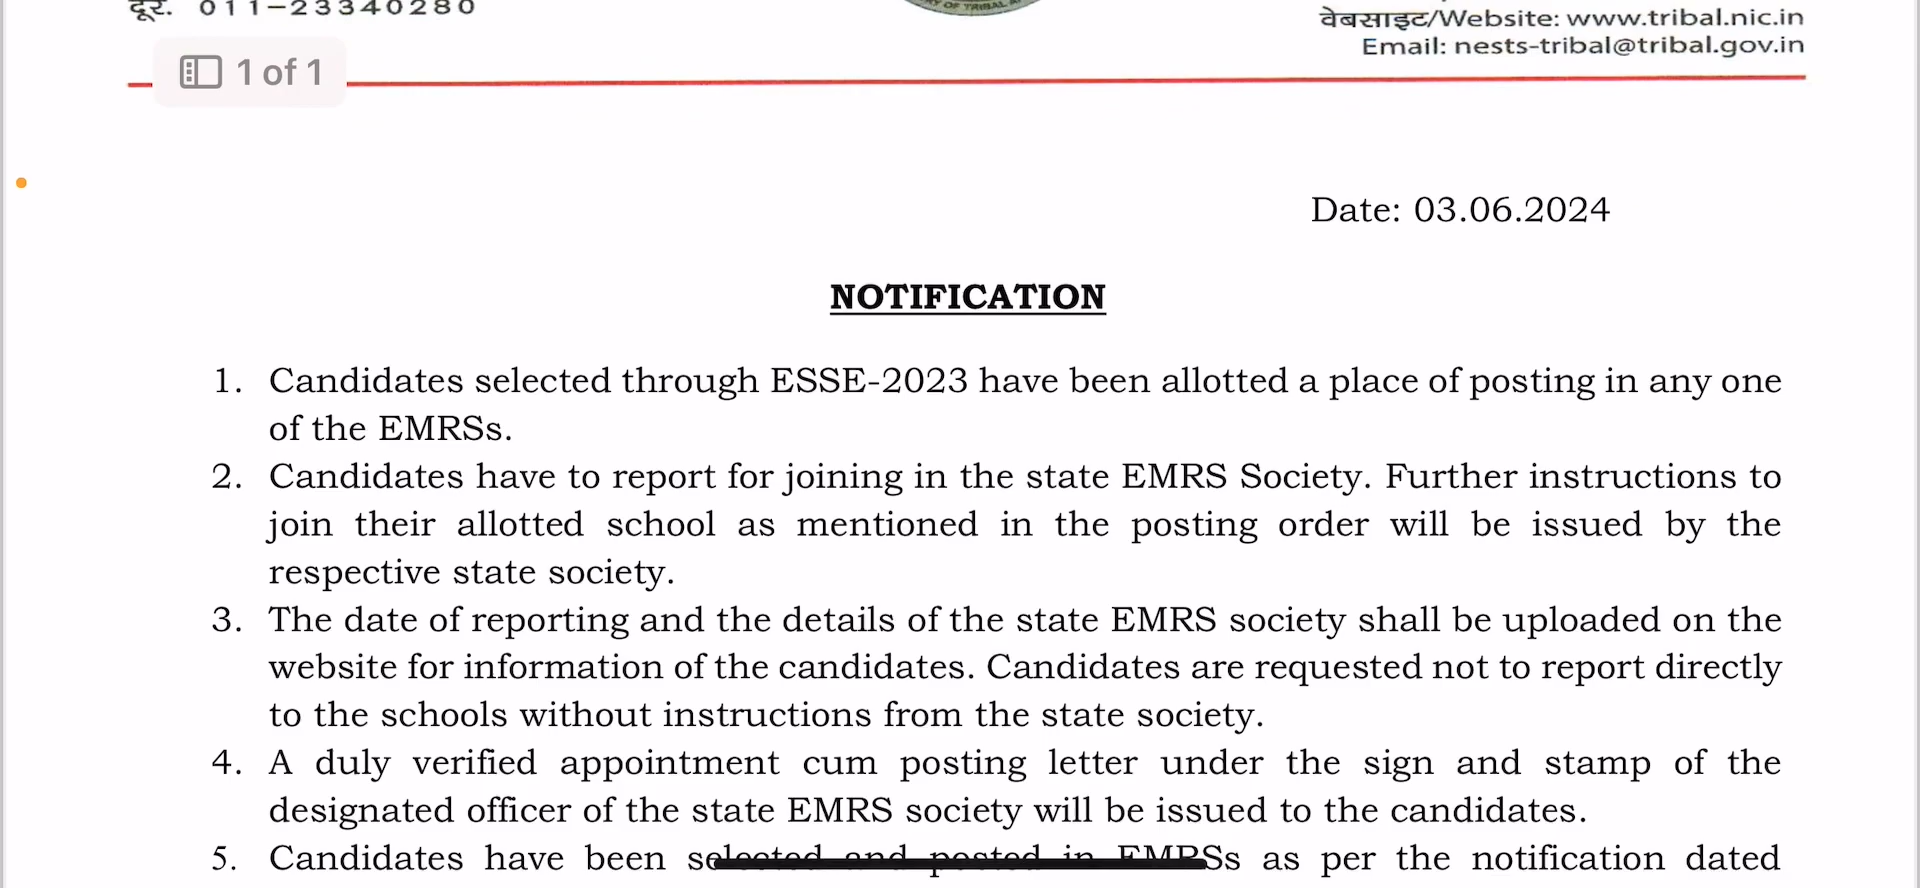 दूर. 011-23340280
वेबसाइट/Website: www.tribal.nic.in
Email: nests-tribal@tribal.gov.in
1 of 1
Date: 03.06.2024
NOTIFICATION
1. Candidates selected through ESSE-2023 have been allotted a place of posting in any one
of the EMRSs.
2. Candidates have to report for joining in the state EMRS Society. Further instructions to
join their allotted school as mentioned in the posting order will be issued by the
respective state society.
3. The date of reporting and the details of the state EMRS society shall be uploaded on the
website for information of the candidates. Candidates are requested not to report directly
to the schools without instructions from the state society.
4. A duly verified appointment cum posting letter under the sign and stamp of the
designated officer of the state EMRS society will be issued to the candidates.
5. Candidates have been selected and posted in EMRSs as per the notification dated